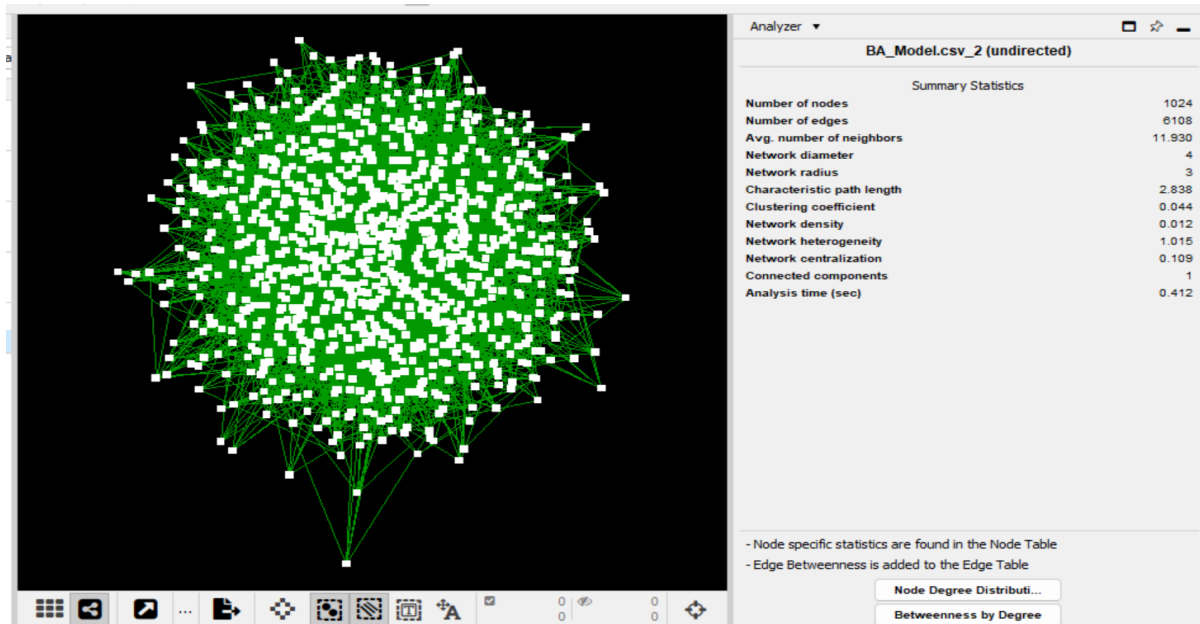 Analyzer ▼
BA_Model.csv_2 (undirected)
Summary Statistics
Number of nodes 1024
Number of edges 6108
Avg. number of neighbors 11.930
Network diameter 4
Network radius 3
Characteristic path length 2.838
Clustering coefficient 0.044
Network density 0.012
Network heterogeneity 1.015
Network centralization 0.109
Connected components 1
Analysis time (sec) 0.412
- Node specific statistics are found in the Node Table
- Edge Betweenness is added to the Edge Table
Node Degree Distributi...
Betweenness by Degree
... T A 0 0
0 0